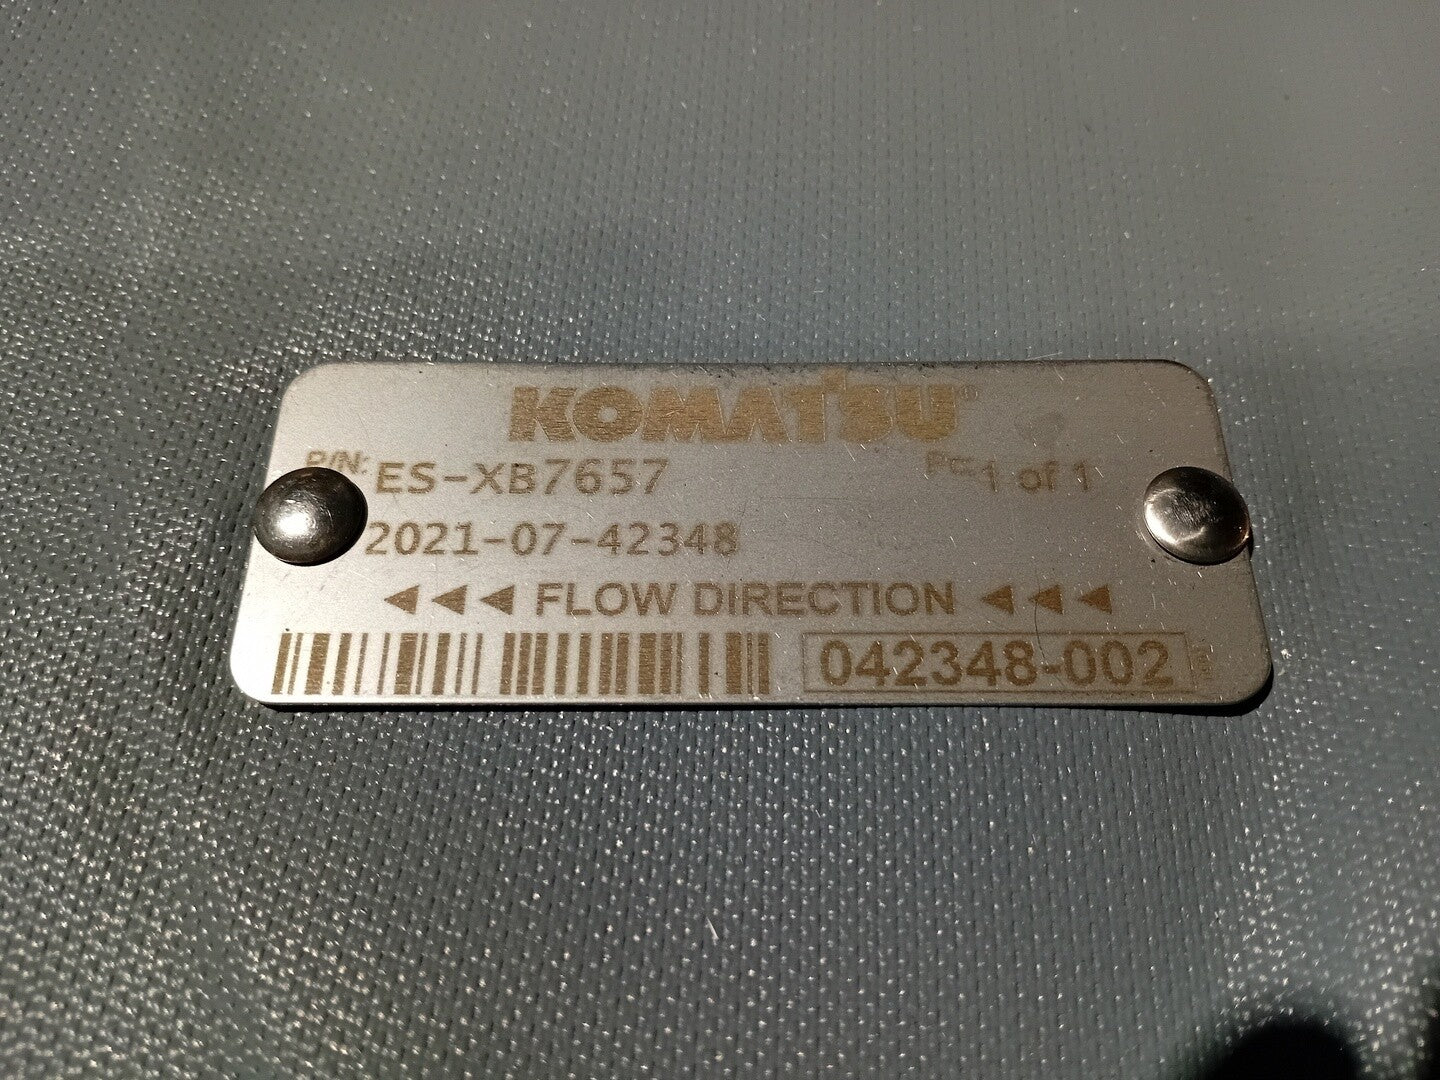 KOMATSU®
P/N: ES-XB7657 Pc: 1 of 1
2021-07-42348
◀ ◀ ◀ FLOW DIRECTION ◀ ◀ ◀
042348-002